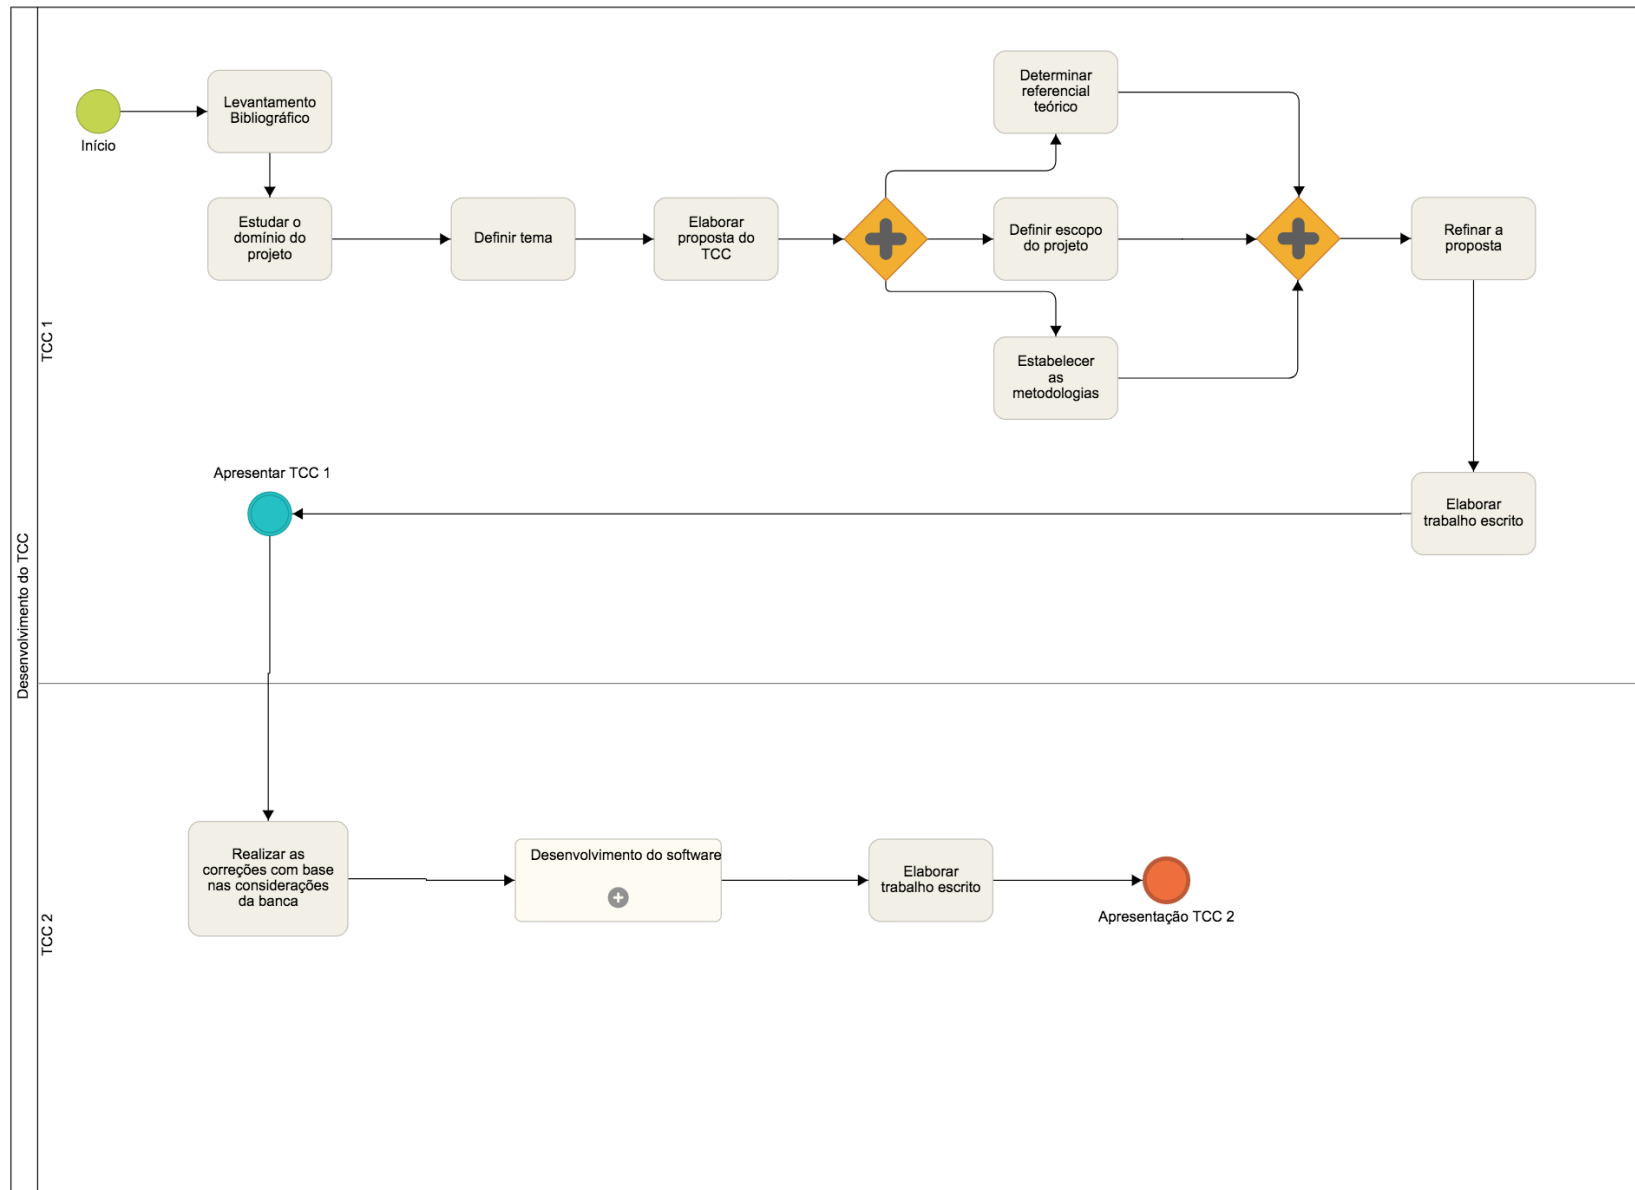 Desenvolvimento do TCC
TCC 1
Início
Levantamento
Bibliográfico
Estudar o
domínio do
projeto
Definir tema
Elaborar
proposta do
TCC
Determinar
referencial
teórico
Definir escopo
do projeto
Estabelecer
as
metodologias
Refinar a
proposta
Elaborar
trabalho escrito
Apresentar TCC 1
TCC 2
Realizar as
correções com base
nas considerações
da banca
Desenvolvimento do software
Elaborar
trabalho escrito
Apresentação TCC 2